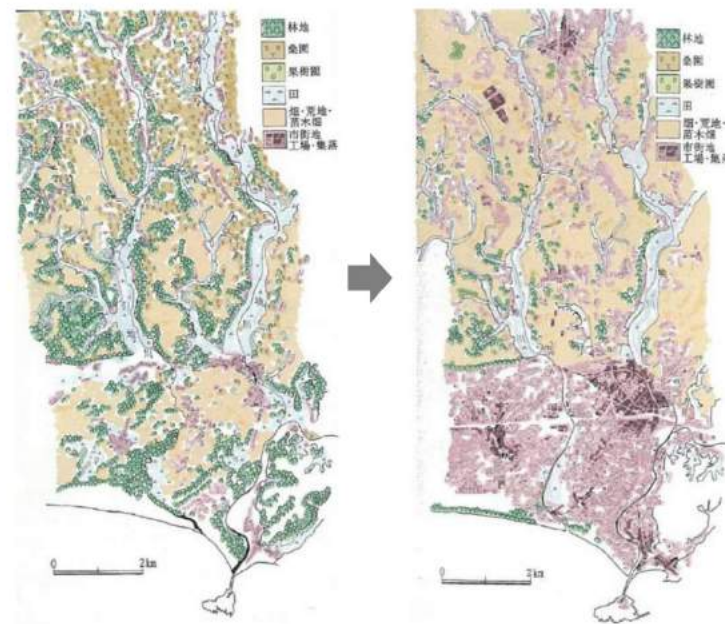 林地
桑園
果樹園
田
畑・荒地・
苗木畑
市街地
工場・集落
0 2km
林地
桑園
果樹園
田
畑・荒地・
苗木畑
市街地
工場・集落
0 2km